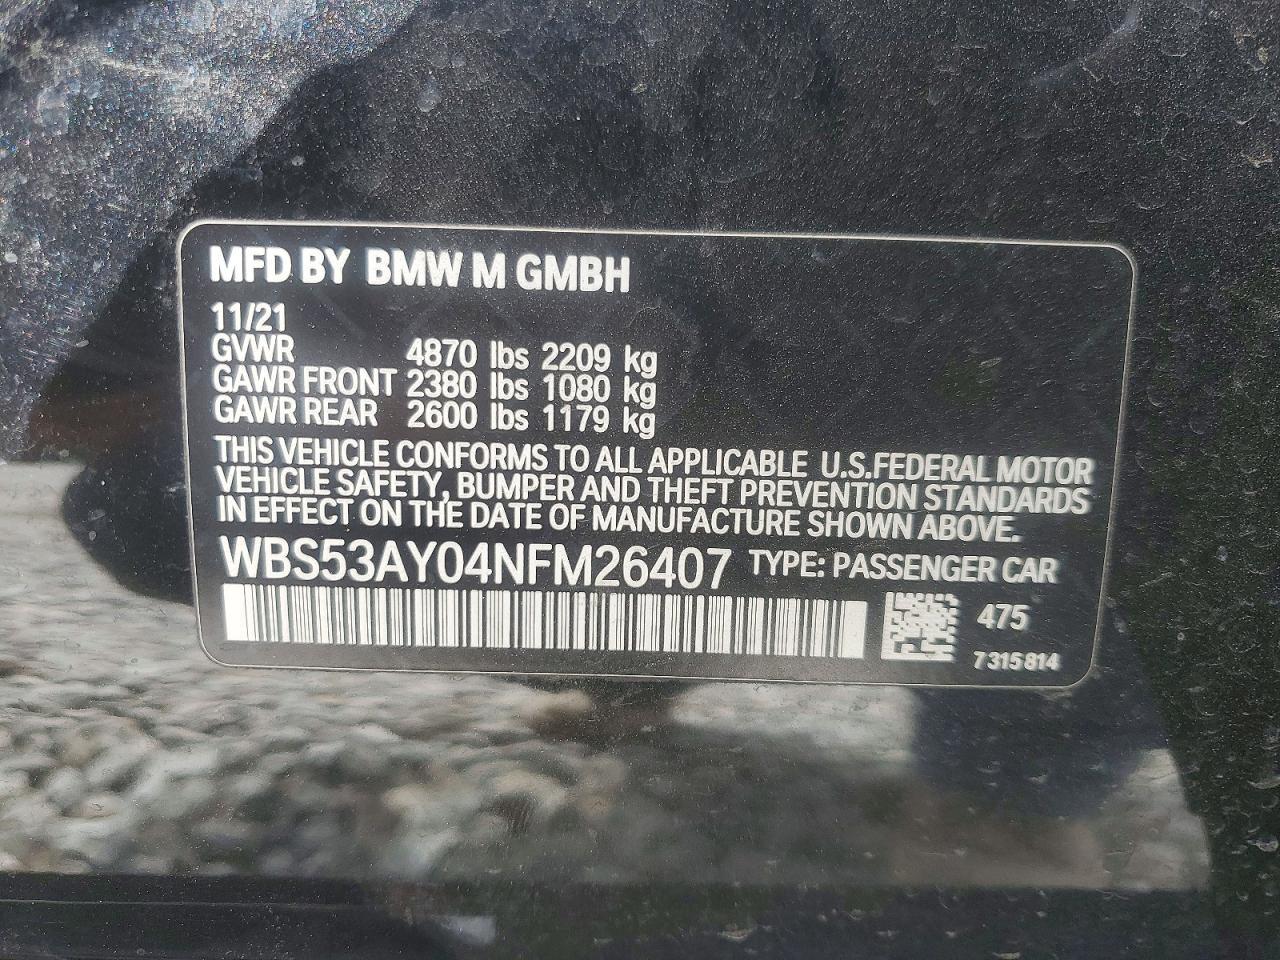 MFD BY BMW M GMBH
11/21
GVWR 4870 lbs 2209 kg
GAWR FRONT 2380 lbs 1080 kg
GAWR REAR 2600 lbs 1179 kg
THIS VEHICLE CONFORMS TO ALL APPLICABLE U.S.FEDERAL MOTOR
VEHICLE SAFETY, BUMPER AND THEFT PREVENTION STANDARDS
IN EFFECT ON THE DATE OF MANUFACTURE SHOWN ABOVE.
WBS53AY04NFM26407 TYPE: PASSENGER CAR
475
7315814